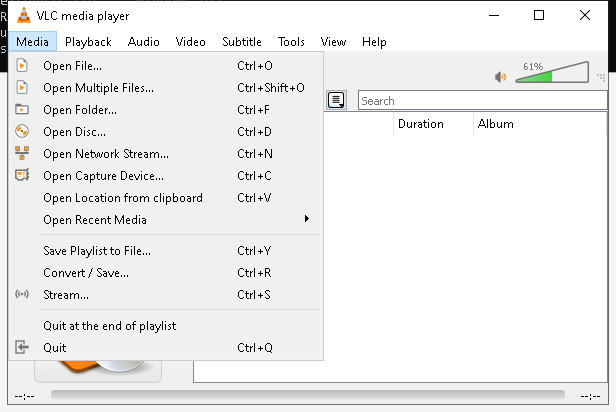 VLC media player
Media Playback Audio Video Subtitle Tools View Help
Open File... Ctrl+O
Open Multiple Files... Ctrl+Shift+O
Open Folder... Ctrl+F
Open Disc... Ctrl+D
Open Network Stream... Ctrl+N
Open Capture Device... Ctrl+C
Open Location from clipboard Ctrl+V
Open Recent Media
Save Playlist to File... Ctrl+Y
Convert / Save... Ctrl+R
Stream... Ctrl+S
Quit at the end of playlist
Quit Ctrl+Q
61%
Search
Duration Album
--:-- --:--